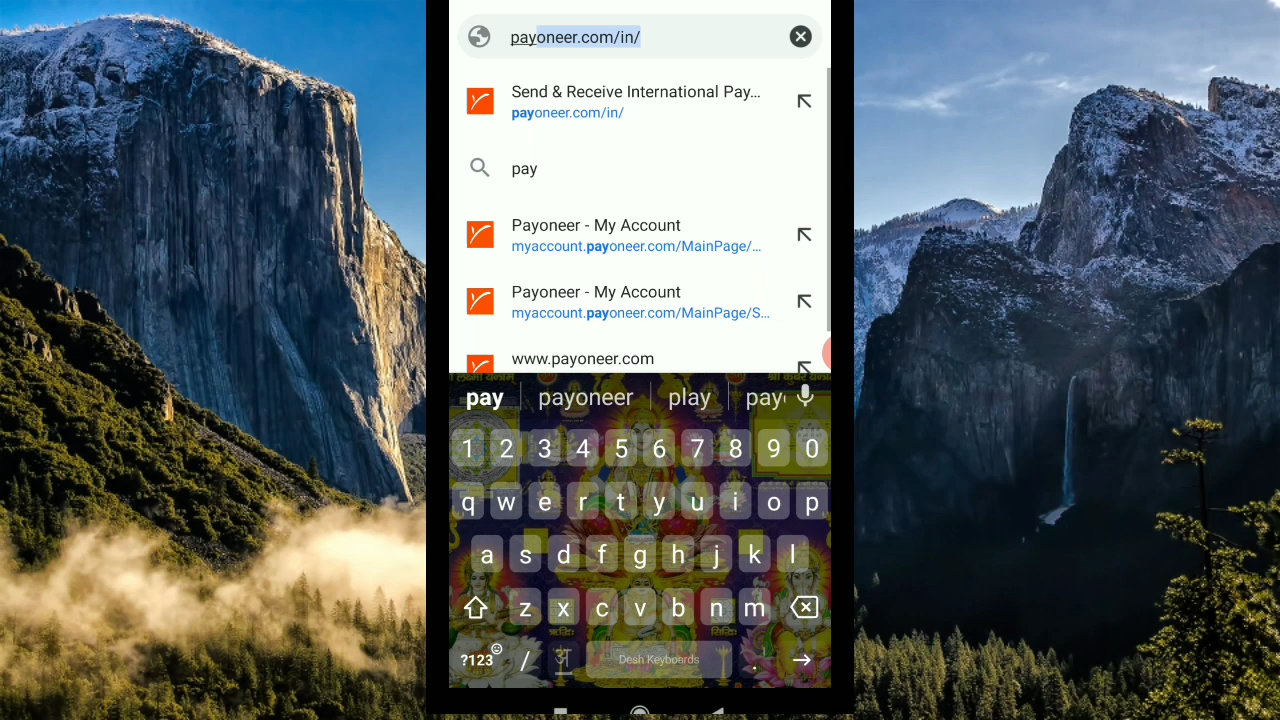 payoneer.com/in/
Send & Receive International Pay...
payoneer.com/in/
pay
Payoneer - My Account
myaccount.payoneer.com/MainPage/...
Payoneer - My Account
myaccount.payoneer.com/MainPage/S...
www.payoneer.com
pay payoneer play pay
1 2 3 4 5 6 7 8 9 0
q w e r t y u i o p
a s d f g h j k l
z x c v b n m
ऋद्धिः सिद्धिः
?123 / अ Desh Keyboards .